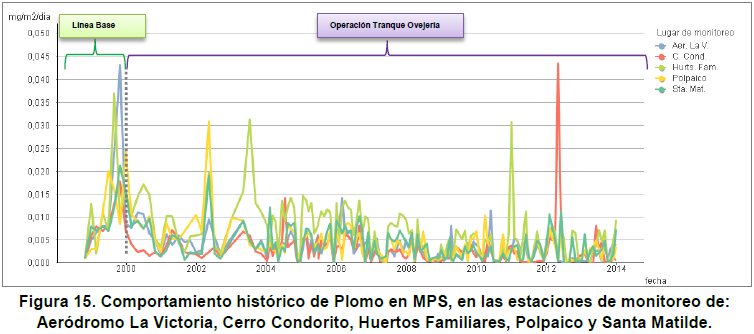 mg/m2/dia
Linea Base
Operación Tranque Ovejería
Lugar de monitoreo
Aer. La V.
C. Cond.
Hurts. Fam.
Polpaico
Sta. Mat.
0,050
0,045
0,040
0,035
0,030
0,025
0,020
0,015
0,010
0,005
0,000
2000
2002
2004
2006
2008
2010
2012
2014
fecha
Figura 15. Comportamiento histórico de Plomo en MPS, en las estaciones de monitoreo de:
Aeródromo La Victoria, Cerro Condorito, Huertos Familiares, Polpaico y Santa Matilde.